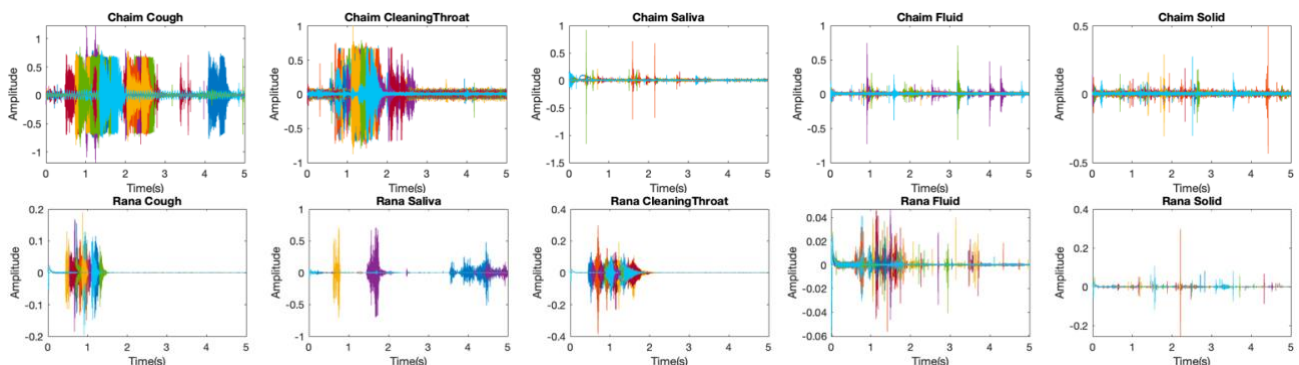 Chaim Cough
Amplitude
1
0.5
0
-0.5
-1
0 1 2 3 4 5
Time(s)
Chaim CleaningThroat
Amplitude
1
0.5
0
-0.5
-1
0 1 2 3 4 5
Time(s)
Chaim Saliva
Amplitude
1
0.5
0
-0.5
-1
-1.5
0 1 2 3 4 5
Time(s)
Chaim Fluid
Amplitude
1
0.5
0
-0.5
-1
0 1 2 3 4 5
Time(s)
Chaim Solid
Amplitude
0.5
0
-0.5
0 1 2 3 4 5
Time(s)
Rana Cough
Amplitude
0.2
0.1
0
-0.1
-0.2
0 1 2 3 4 5
Time(s)
Rana Saliva
Amplitude
1
0.5
0
-0.5
-1
0 1 2 3 4 5
Time(s)
Rana CleaningThroat
Amplitude
0.4
0.2
0
-0.2
-0.4
0 1 2 3 4 5
Time(s)
Rana Fluid
Amplitude
0.04
0.02
0
-0.02
-0.04
-0.06
0 1 2 3 4 5
Time(s)
Rana Solid
Amplitude
0.4
0.2
0
-0.2
0 1 2 3 4 5
Time(s)